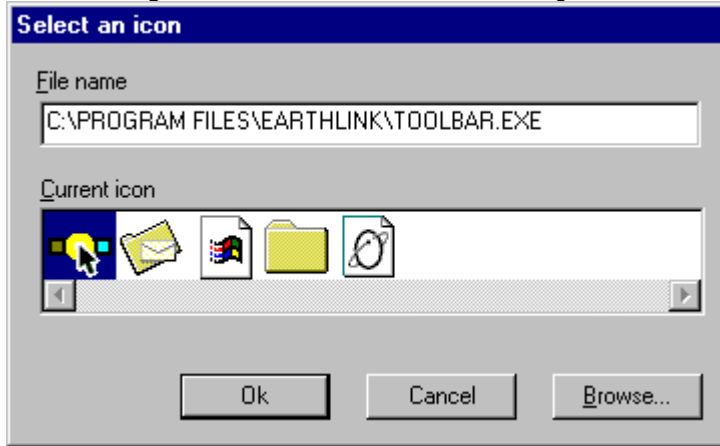 Select an icon
File name
C:\PROGRAM FILES\EARTHLINK\TOOLBAR.EXE
Current icon
Ok Cancel Browse...